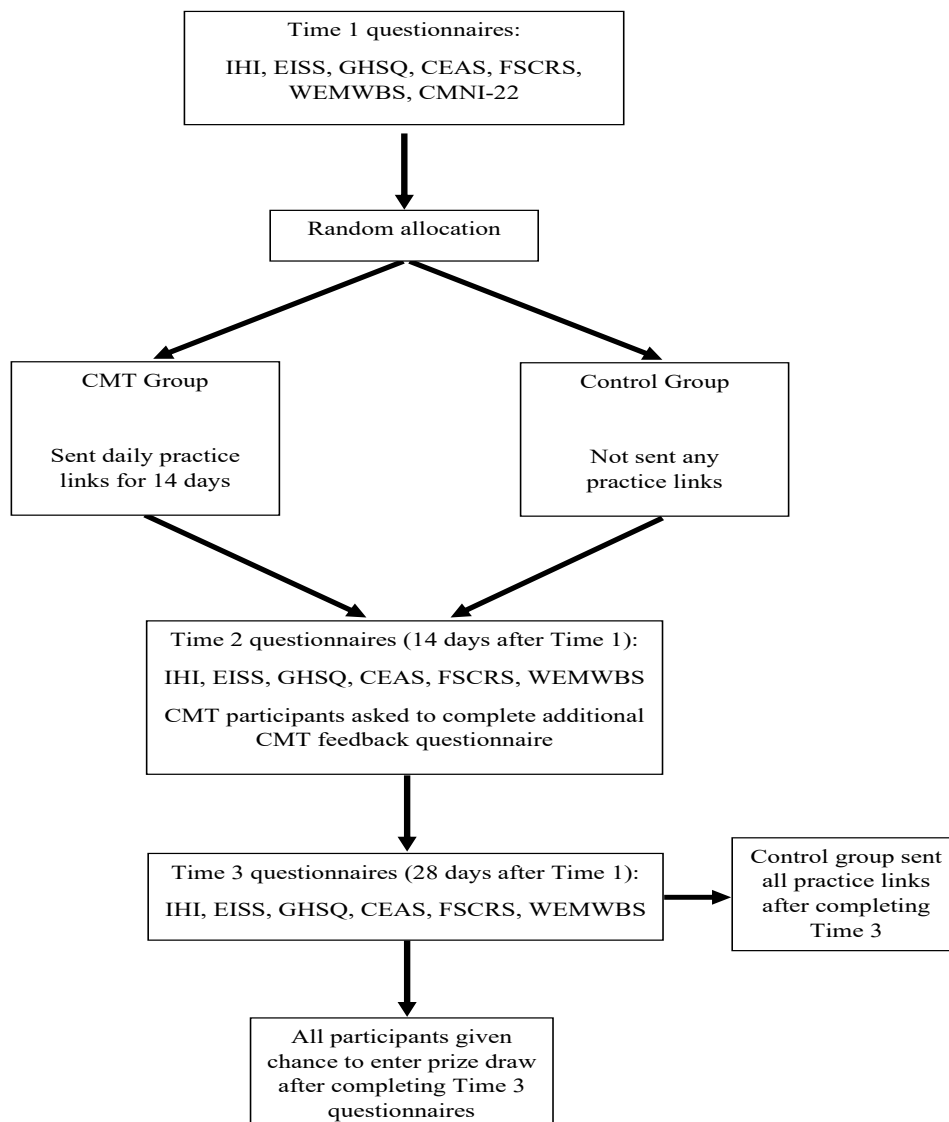 Time 1 questionnaires:
IHI, EISS, GHSQ, CEAS, FSCRS,
WEMWBS, CMNI-22
Random allocation
CMT Group
Sent daily practice
links for 14 days
Control Group
Not sent any
practice links
Time 2 questionnaires (14 days after Time 1):
IHI, EISS, GHSQ, CEAS, FSCRS, WEMWBS
CMT participants asked to complete additional
CMT feedback questionnaire
Time 3 questionnaires (28 days after Time 1):
IHI, EISS, GHSQ, CEAS, FSCRS, WEMWBS
Control group sent
all practice links
after completing
Time 3
All participants given
chance to enter prize draw
after completing Time 3
questionnaires